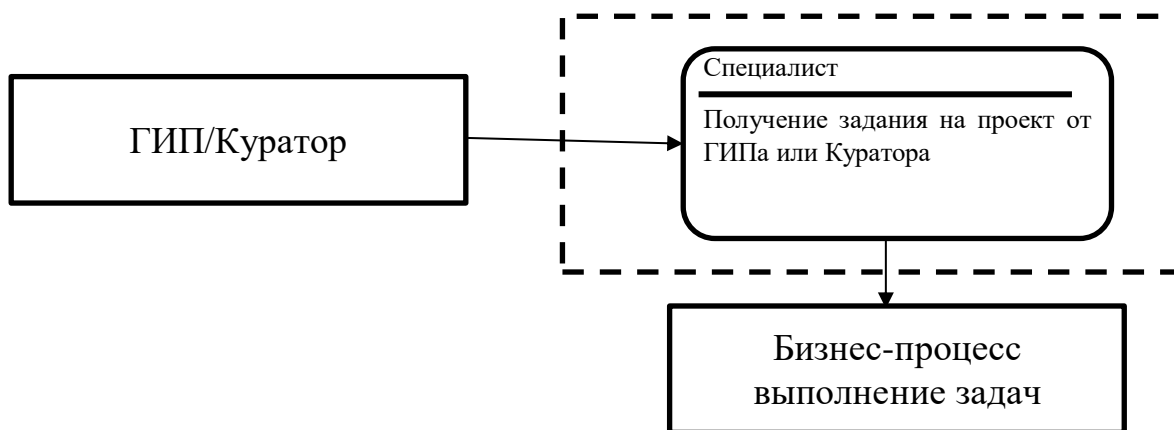 ГИП/Куратор
Специалист
Получение задания на проект от
ГИПа или Куратора
Бизнес-процесс
выполнение задач